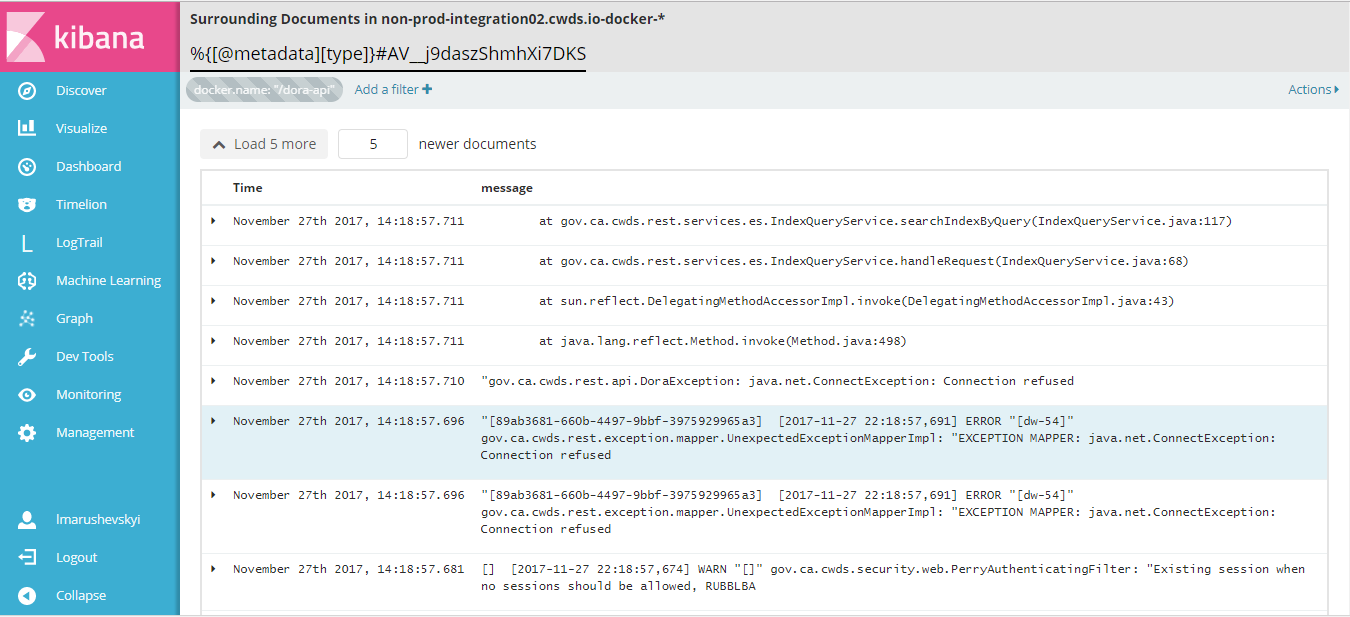 kibana
Discover
Visualize
Dashboard
Timelion
LogTrail
Machine Learning
Graph
Dev Tools
Monitoring
Management
lmarushevskyi
Logout
Collapse
Surrounding Documents in non-prod-integration02.cwds.io-docker-*
%{[@metadata][type]}#AV__j9daszShmhXi7DKS
docker.name: "/dora-api" Add a filter + Actions
Load 5 more 5 newer documents
Time message
November 27th 2017, 14:18:57.711 at gov.ca.cwds.rest.services.es.IndexQueryService.searchIndexByQuery(IndexQueryService.java:117)
November 27th 2017, 14:18:57.711 at gov.ca.cwds.rest.services.es.IndexQueryService.handleRequest(IndexQueryService.java:68)
November 27th 2017, 14:18:57.711 at sun.reflect.DelegatingMethodAccessorImpl.invoke(DelegatingMethodAccessorImpl.java:43)
November 27th 2017, 14:18:57.711 at java.lang.reflect.Method.invoke(Method.java:498)
November 27th 2017, 14:18:57.710 "gov.ca.cwds.rest.api.DoraException: java.net.ConnectException: Connection refused
November 27th 2017, 14:18:57.696 "[89ab3681-660b-4497-9bbf-3975929965a3] [2017-11-27 22:18:57,691] ERROR "[dw-54]"
gov.ca.cwds.rest.exception.mapper.UnexpectedExceptionMapperImpl: "EXCEPTION MAPPER: java.net.ConnectException:
Connection refused
November 27th 2017, 14:18:57.696 "[89ab3681-660b-4497-9bbf-3975929965a3] [2017-11-27 22:18:57,691] ERROR "[dw-54]"
gov.ca.cwds.rest.exception.mapper.UnexpectedExceptionMapperImpl: "EXCEPTION MAPPER: java.net.ConnectException:
Connection refused
November 27th 2017, 14:18:57.681 [] [2017-11-27 22:18:57,674] WARN "[]" gov.ca.cwds.security.web.PerryAuthenticatingFilter: "Existing session when
no sessions should be allowed, RUBBLBA